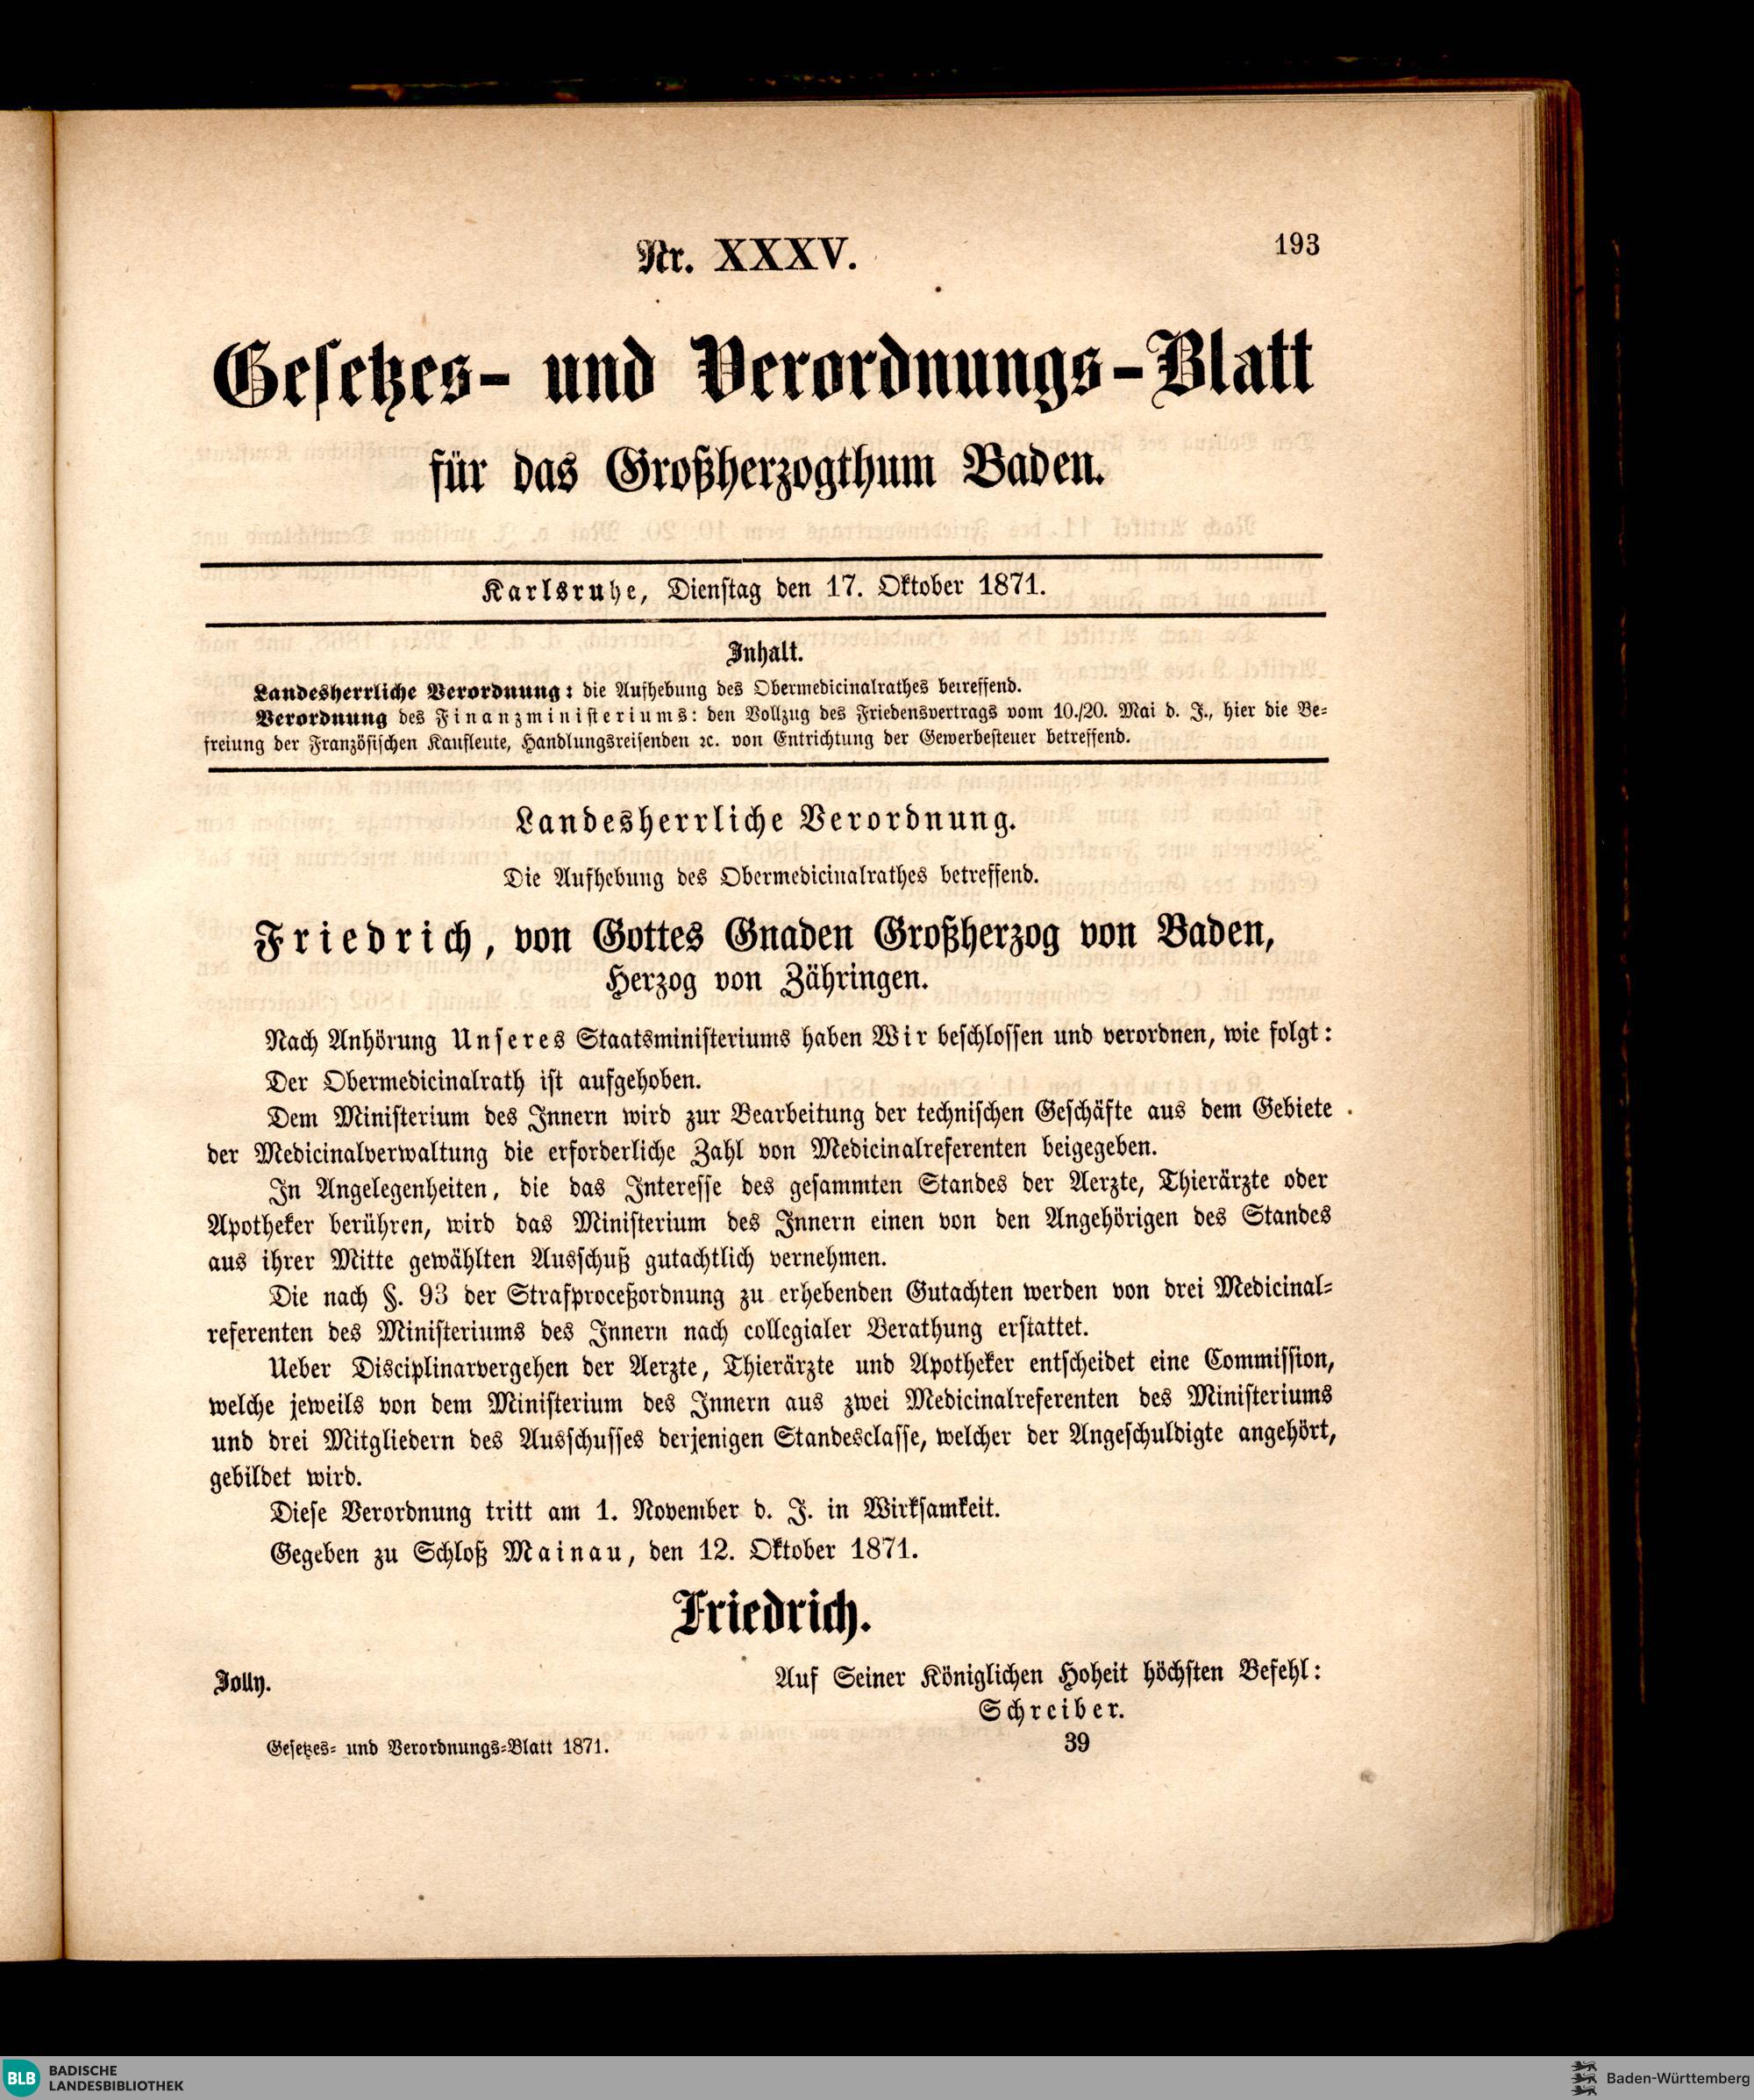 Nr. XXXV.
193
Gesetzes- und Verordnungs-Blatt
für das Großherzogthum Baden.
Karlsruhe, Dienstag den 17. Oktober 1871.
Inhalt.
Landesherrliche Verordnung: die Aufhebung des Obermedicinalrathes betreffend.
Verordnung des Finanzministeriums: den Vollzug des Friedensvertrags vom 10./20. Mai d. J., hier die Be-
freiung der Französischen Kaufleute, Handlungsreisenden ꝛc. von Entrichtung der Gewerbesteuer betreffend.
Landesherrliche Verordnung.
Die Aufhebung des Obermedicinalrathes betreffend.
Friedrich, von Gottes Gnaden Großherzog von Baden,
Herzog von Zähringen.
Nach Anhörung Unseres Staatsministeriums haben Wir beschlossen und verordnen, wie folgt:
Der Obermedicinalrath ist aufgehoben.
Dem Ministerium des Innern wird zur Bearbeitung der technischen Geschäfte aus dem Gebiete
der Medicinalverwaltung die erforderliche Zahl von Medicinalreferenten beigegeben.
In Angelegenheiten, die das Interesse des gesammten Standes der Aerzte, Thierärzte oder
Apotheker berühren, wird das Ministerium des Innern einen von den Angehörigen des Standes
aus ihrer Mitte gewählten Ausschuß gutachtlich vernehmen.
Die nach §. 93 der Strafproceßordnung zu erhebenden Gutachten werden von drei Medicinal-
referenten des Ministeriums des Innern nach collegialer Berathung erstattet.
Ueber Disciplinarvergehen der Aerzte, Thierärzte und Apotheker entscheidet eine Commission,
welche jeweils von dem Ministerium des Innern aus zwei Medicinalreferenten des Ministeriums
und drei Mitgliedern des Ausschusses derjenigen Standesclasse, welcher der Angeschuldigte angehört,
gebildet wird.
Diese Verordnung tritt am 1. November d. J. in Wirksamkeit.
Gegeben zu Schloß Mainau, den 12. Oktober 1871.
Friedrich.
Jolly.
Auf Seiner Königlichen Hoheit höchsten Befehl:
Schreiber.
Gesetzes- und Verordnungs-Blatt 1871.
39
BLB BADISCHE
LANDESBIBLIOTHEK
Baden-Württemberg